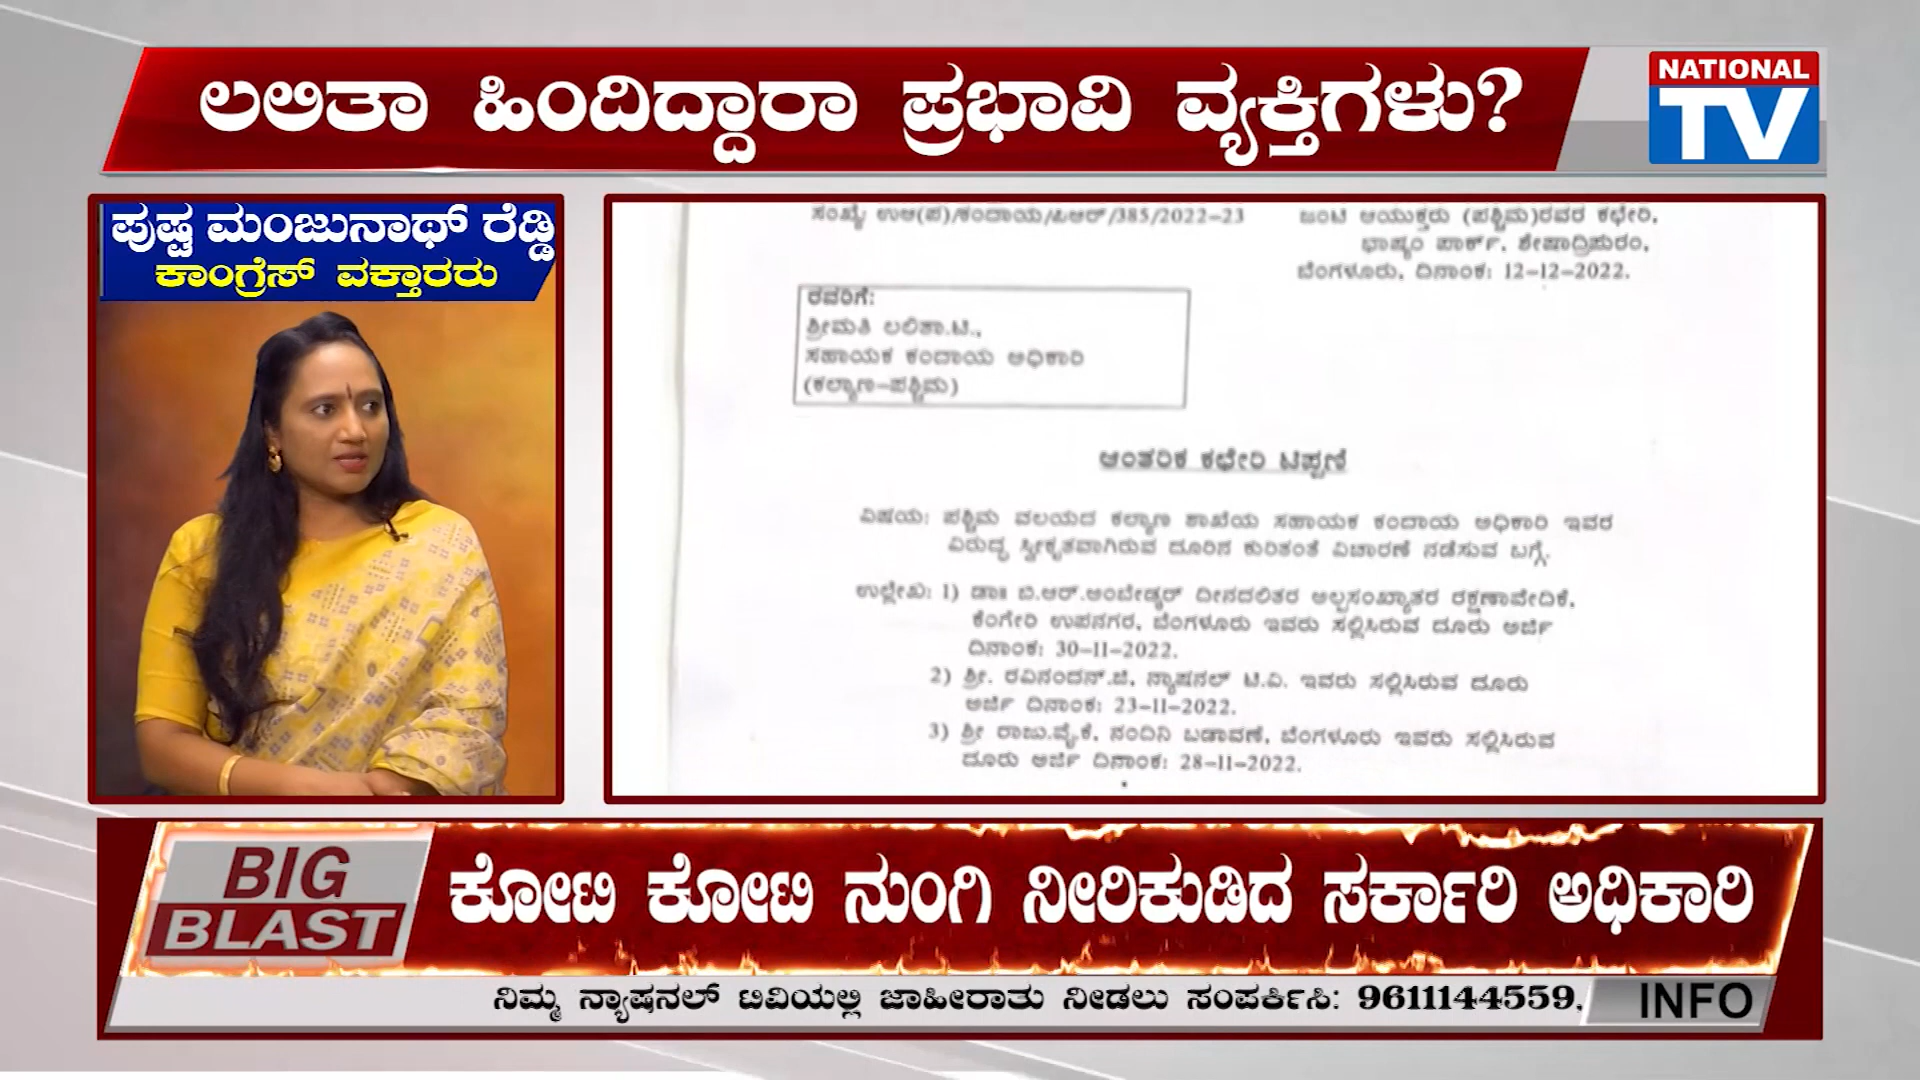 ಲಲಿತಾ ಹಿಂದಿದ್ದಾರಾ ಪ್ರಭಾವಿ ವ್ಯಕ್ತಿಗಳು?
NATIONAL
TV
ಪುಷ್ಪ ಮಂಜುನಾಥ್ ರೆಡ್ಡಿ
ಕಾಂಗ್ರೆಸ್ ವಕ್ತಾರರು
ಸಂಖ್ಯೆ: ಉಆ(ಪ)/ಕಂದಾಯ/ಪಿಆರ್/385/2022-23
ಜಂಟಿ ಆಯುಕ್ತರು (ಪಶ್ಚಿಮ)ರವರ ಕಛೇರಿ,
ಭಾಷ್ಯಂ ಪಾರ್ಕ್, ಶೇಷಾದ್ರಿಪುರಂ,
ಬೆಂಗಳೂರು, ದಿನಾಂಕ: 12-12-2022.
ರವರಿಗೆ:
ಶ್ರೀಮತಿ ಲಲಿತಾ.ಟಿ.,
ಸಹಾಯಕ ಕಂದಾಯ ಅಧಿಕಾರಿ
(ಕಲ್ಯಾಣ-ಪಶ್ಚಿಮ)
ಆಂತರಿಕ ಕಛೇರಿ ಟಿಪ್ಪಣಿ
ವಿಷಯ: ಪಶ್ಚಿಮ ವಲಯದ ಕಲ್ಯಾಣ ಶಾಖೆಯ ಸಹಾಯಕ ಕಂದಾಯ ಅಧಿಕಾರಿ ಇವರ
ವಿರುದ್ಧ ಸ್ವೀಕೃತವಾಗಿರುವ ದೂರಿನ ಕುರಿತಂತೆ ವಿಚಾರಣೆ ನಡೆಸುವ ಬಗ್ಗೆ.
ಉಲ್ಲೇಖ: 1) ಡಾಃ ಬಿ.ಆರ್.ಅಂಬೇಡ್ಕರ್ ದೀನದಲಿತರ ಅಲ್ಪಸಂಖ್ಯಾತರ ರಕ್ಷಣಾವೇದಿಕೆ,
ಕೆಂಗೇರಿ ಉಪನಗರ, ಬೆಂಗಳೂರು ಇವರು ಸಲ್ಲಿಸಿರುವ ದೂರು ಅರ್ಜಿ
ದಿನಾಂಕ: 30-11-2022.
2) ಶ್ರೀ. ರವಿನಂದನ್.ಜಿ, ನ್ಯಾಷನಲ್ ಟಿ.ವಿ. ಇವರು ಸಲ್ಲಿಸಿರುವ ದೂರು
ಅರ್ಜಿ ದಿನಾಂಕ: 23-11-2022.
3) ಶ್ರೀ ರಾಜು.ವೈ.ಕೆ, ನಂದಿನಿ ಬಡಾವಣೆ, ಬೆಂಗಳೂರು ಇವರು ಸಲ್ಲಿಸಿರುವ
ದೂರು ಅರ್ಜಿ ದಿನಾಂಕ: 28-11-2022.
BIG
BLAST
ಕೋಟಿ ಕೋಟಿ ನುಂಗಿ ನೀರಿಕುಡಿದ ಸರ್ಕಾರಿ ಅಧಿಕಾರಿ
ನಿಮ್ಮ ನ್ಯಾಷನಲ್ ಟಿವಿಯಲ್ಲಿ ಜಾಹೀರಾತು ನೀಡಲು ಸಂಪರ್ಕಿಸಿ: 9611144559,
INFO